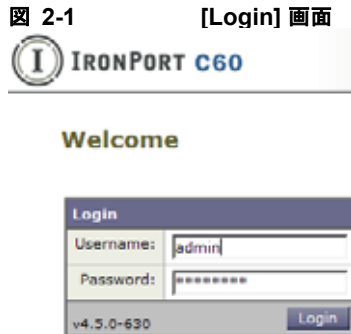 図 2-1 [Login] 画面
I IRONPORT C60
Welcome
Login
Username: admin
Password: ********
v4.5.0-630 Login